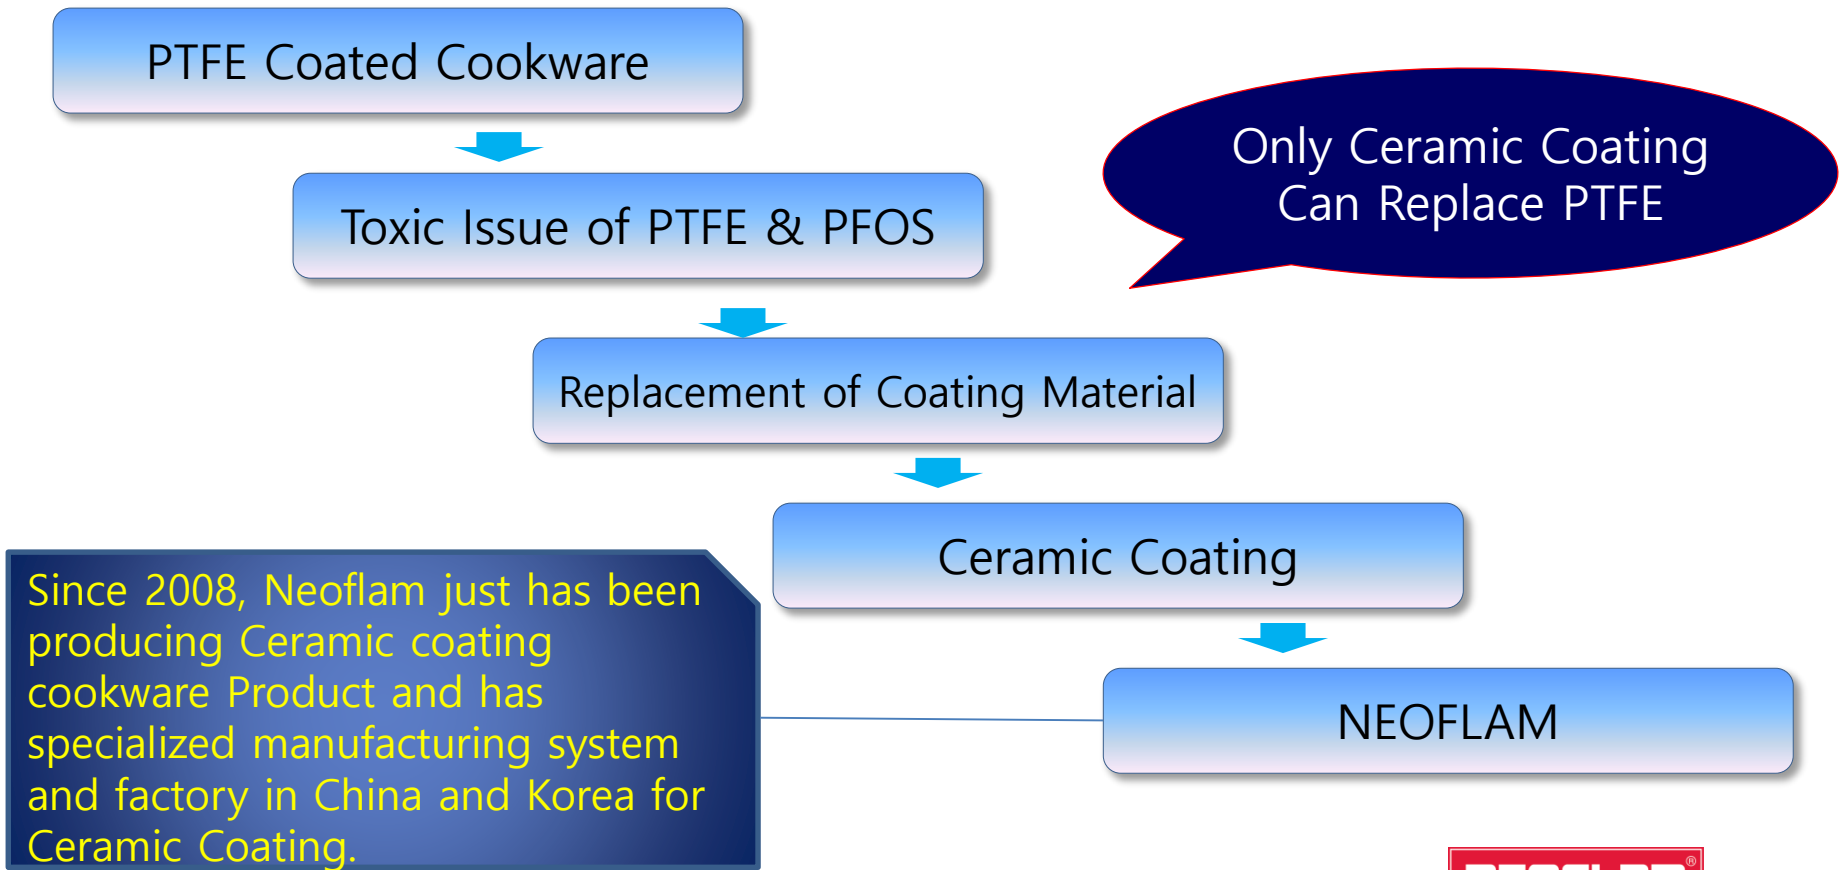 PTFE Coated Cookware
Only Ceramic Coating
Can Replace PTFE
Toxic Issue of PTFE & PFOS
Replacement of Coating Material
Ceramic Coating
Since 2008, Neoflam just has been
producing Ceramic coating
cookware Product and has
specialized manufacturing system
and factory in China and Korea for
Ceramic Coating.
NEOFLAM